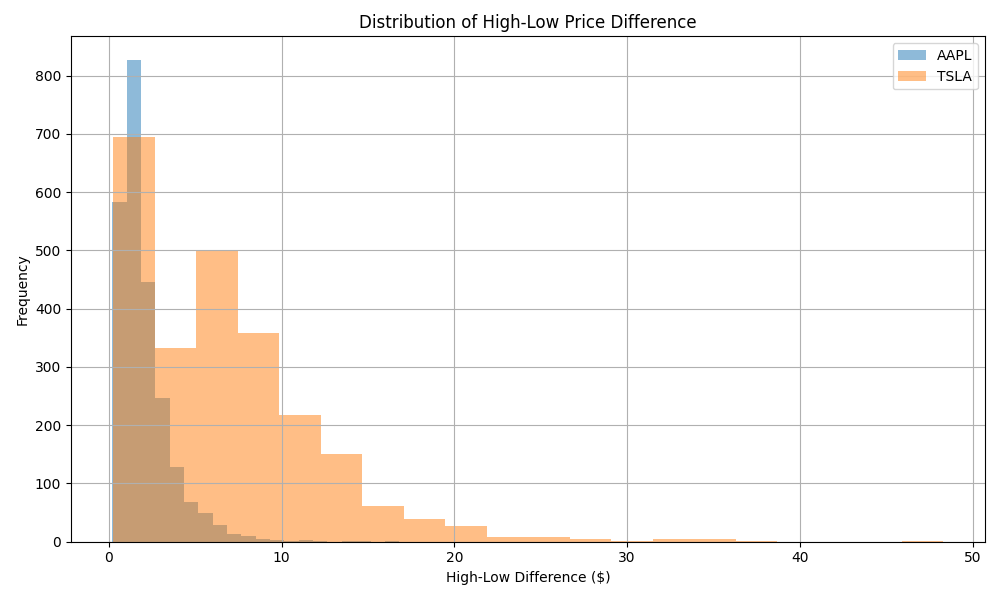 Distribution of High-Low Price Difference
AAPL
TSLA
Frequency
800
700
600
500
400
300
200
100
0
0 10 20 30 40 50
High-Low Difference ($)